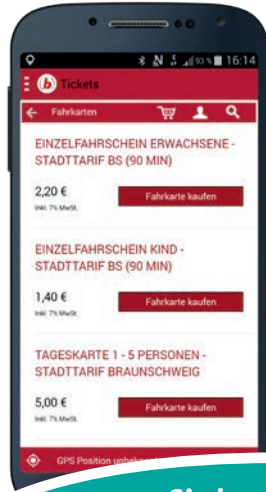 93 % 16:14
b Tickets
Fahrkarten
EINZELFAHRSCHEIN ERWACHSENE -
STADTTARIF BS (90 MIN)
2,20 € Fahrkarte kaufen
Inkl. 7% MwSt.
EINZELFAHRSCHEIN KIND -
STADTTARIF BS (90 MIN)
1,40 € Fahrkarte kaufen
Inkl. 7% MwSt.
TAGESKARTE 1 - 5 PERSONEN -
STADTTARIF BRAUNSCHWEIG
5,00 € Fahrkarte kaufen
Inkl. 7% MwSt.
GPS Position